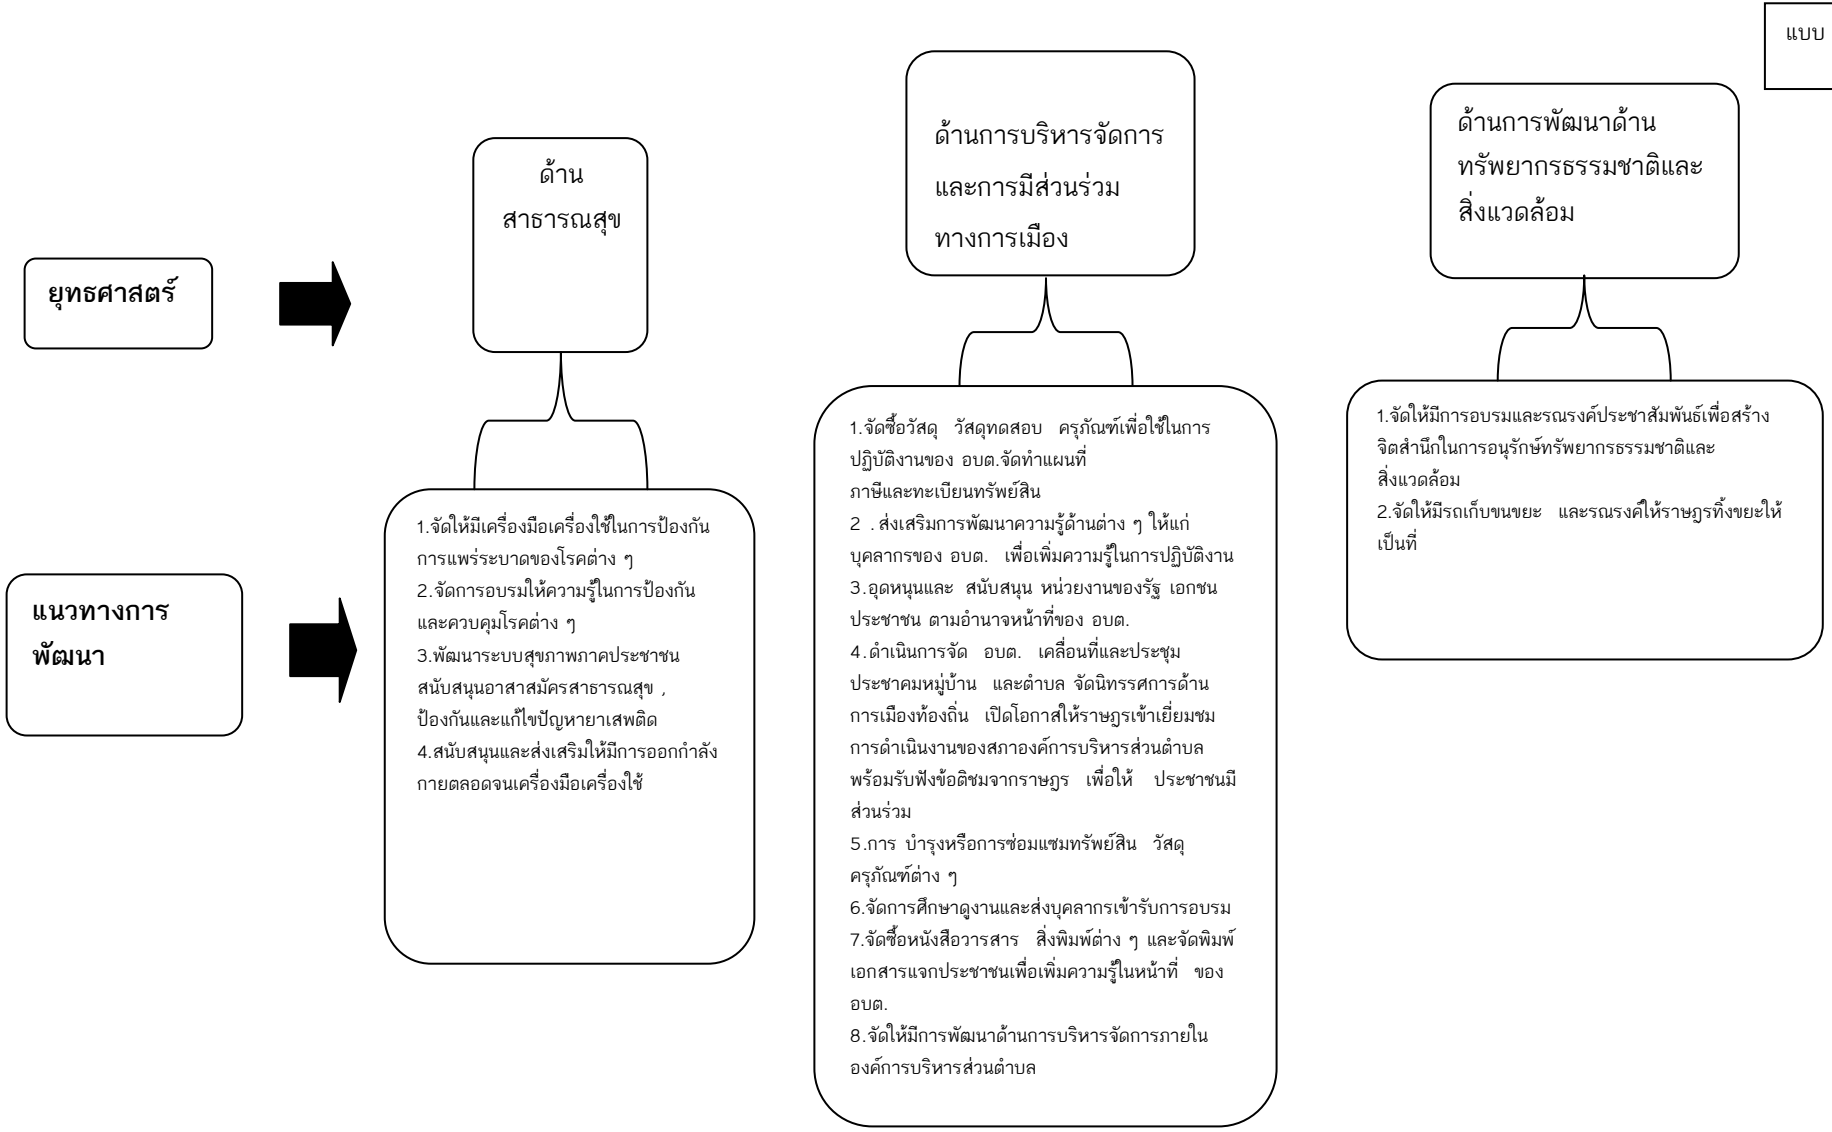 แบบ
ยุทธศาสตร์
ด้าน
สาธารณสุข
ด้านการบริหารจัดการ
และการมีส่วนร่วม
ทางการเมือง
ด้านการพัฒนาด้าน
ทรัพยากรธรรมชาติและ
สิ่งแวดล้อม
แนวทางการ
พัฒนา
1.จัดให้มีเครื่องมือเครื่องใช้ในการป้องกัน
การแพร่ระบาดของโรคต่าง ๆ
2.จัดการอบรมให้ความรู้ในการป้องกัน
และควบคุมโรคต่าง ๆ
3.พัฒนาระบบสุขภาพภาคประชาชน
สนับสนุนอาสาสมัครสาธารณสุข ,
ป้องกันและแก้ไขปัญหายาเสพติด
4.สนับสนุนและส่งเสริมให้มีการออกกำลัง
กายตลอดจนเครื่องมือเครื่องใช้
1.จัดซื้อวัสดุ วัสดุทดสอบ ครุภัณฑ์เพื่อใช้ในการ
ปฏิบัติงานของ อบต.จัดทำแผนที่
ภาษีและทะเบียนทรัพย์สิน
2 . ส่งเสริมการพัฒนาความรู้ด้านต่าง ๆ ให้แก่
บุคลากรของ อบต. เพื่อเพิ่มความรู้ในการปฏิบัติงาน
3.อุดหนุนและ สนับสนุน หน่วยงานของรัฐ เอกชน
ประชาชน ตามอำนาจหน้าที่ของ อบต.
4.ดำเนินการจัด อบต. เคลื่อนที่และประชุม
ประชาคมหมู่บ้าน และตำบล จัดนิทรรศการด้าน
การเมืองท้องถิ่น เปิดโอกาสให้ราษฎรเข้าเยี่ยมชม
การดำเนินงานของสภาองค์การบริหารส่วนตำบล
พร้อมรับฟังข้อติชมจากราษฎร เพื่อให้ ประชาชนมี
ส่วนร่วม
5.การ บำรุงหรือการซ่อมแซมทรัพย์สิน วัสดุ
ครุภัณฑ์ต่าง ๆ
6.จัดการศึกษาดูงานและส่งบุคลากรเข้ารับการอบรม
7.จัดซื้อหนังสือวารสาร สิ่งพิมพ์ต่าง ๆ และจัดพิมพ์
เอกสารแจกประชาชนเพื่อเพิ่มความรู้ในหน้าที่ ของ
อบต.
8.จัดให้มีการพัฒนาด้านการบริหารจัดการภายใน
องค์การบริหารส่วนตำบล
1.จัดให้มีการอบรมและรณรงค์ประชาสัมพันธ์เพื่อสร้าง
จิตสำนึกในการอนุรักษ์ทรัพยากรธรรมชาติและ
สิ่งแวดล้อม
2.จัดให้มีรถเก็บขนขยะ และรณรงค์ให้ราษฎรทิ้งขยะให้
เป็นที่